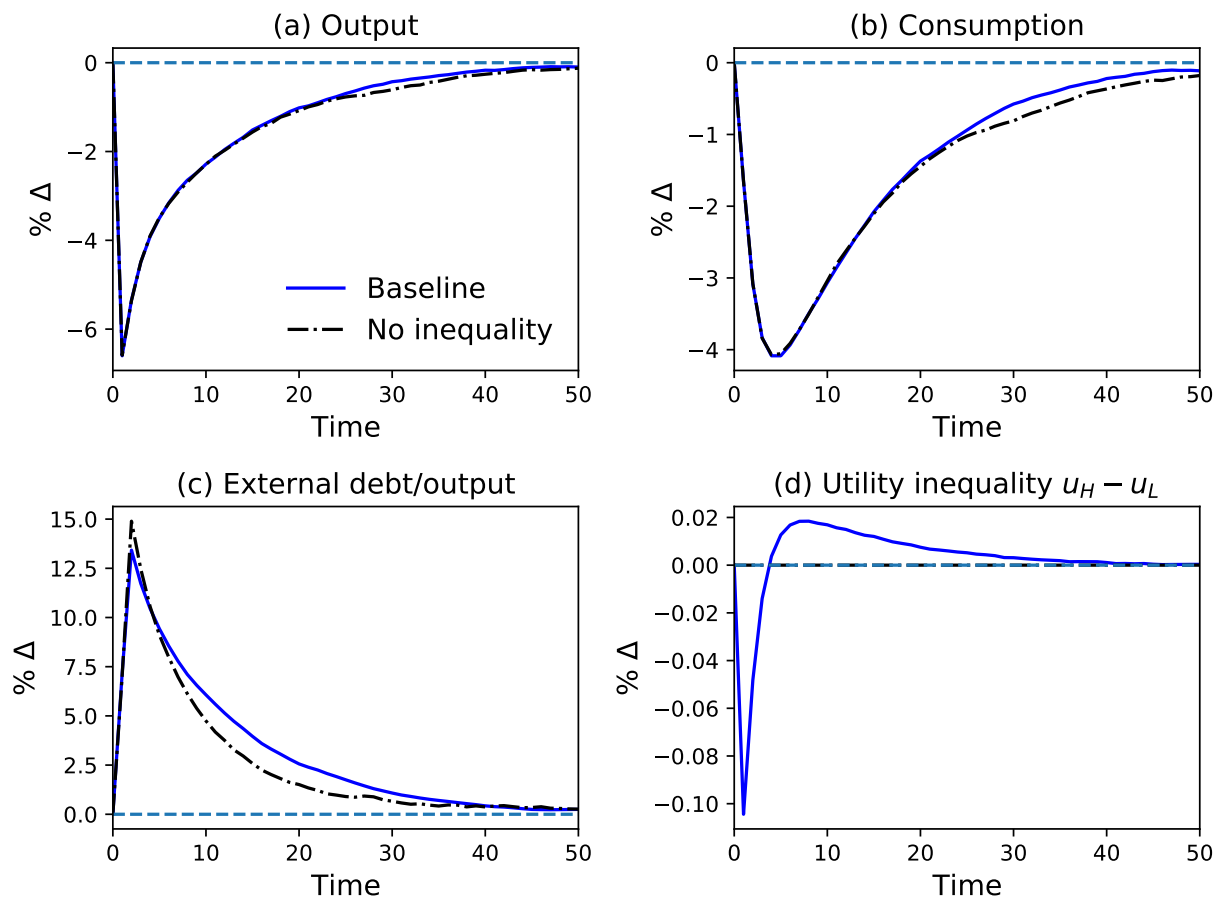 (a) Output
% Δ
0
−2
−4
−6
Baseline
No inequality
0 10 20 30 40 50
Time
(b) Consumption
% Δ
0
−1
−2
−3
−4
0 10 20 30 40 50
Time
(c) External debt/output
% Δ
15.0
12.5
10.0
7.5
5.0
2.5
0.0
0 10 20 30 40 50
Time
(d) Utility inequality u_H − u_L
% Δ
0.02
0.00
−0.02
−0.04
−0.06
−0.08
−0.10
0 10 20 30 40 50
Time